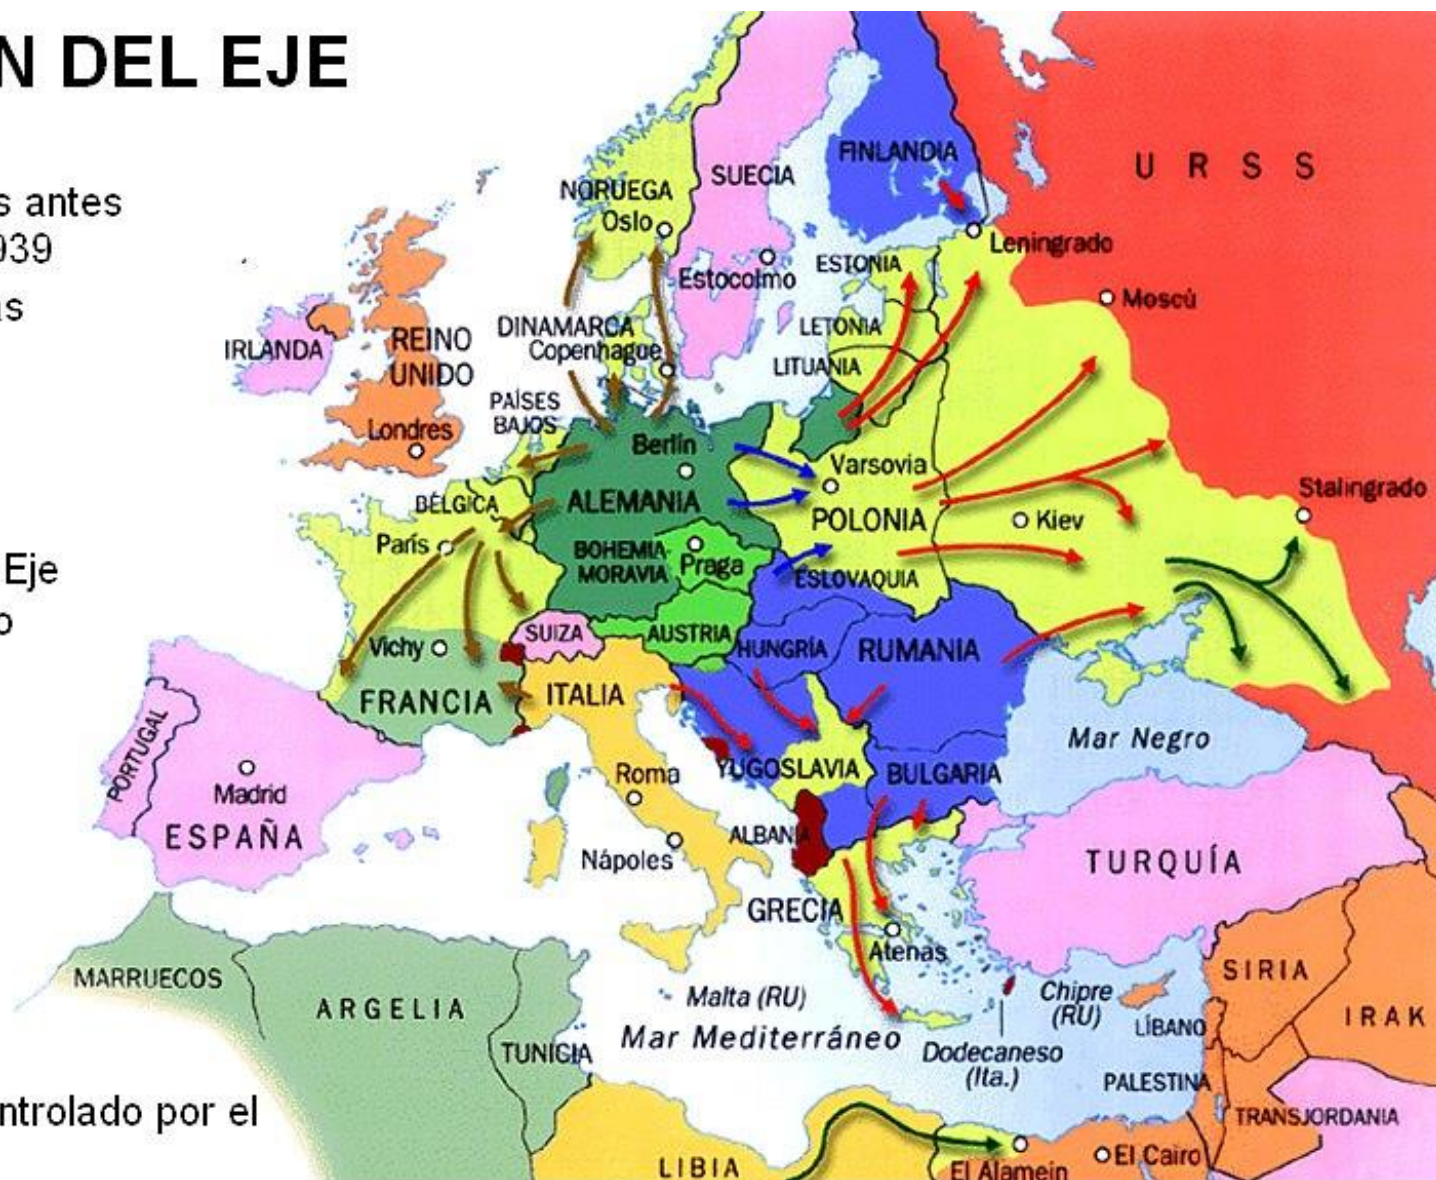 N DEL EJE
s antes
939
as
Eje
o
ntrolado por el
NORUEGA
Oslo
SUECIA
Estocolmo
FINLANDIA
U R S S
Leningrado
Moscú
ESTONIA
LETONIA
LITUANIA
IRLANDA
REINO
UNIDO
Londres
DINAMARCA
Copenhague
PAÍSES
BAJOS
Berlín
ALEMANIA
BÉLGICA
París
BOHEMIA-
MORAVIA
Praga
Varsovia
POLONIA
ESLOVAQUIA
Kiev
Stalingrado
Vichy
FRANCIA
SUIZA
AUSTRIA
HUNGRÍA
RUMANIA
ITALIA
PORTUGAL
Madrid
ESPAÑA
Roma
Nápoles
YUGOSLAVIA
BULGARIA
Mar Negro
ALBANIA
GRECIA
Atenas
TURQUÍA
MARRUECOS
ARGELIA
TUNICIA
Malta (RU)
Mar Mediterráneo
Dodecaneso
(Ita.)
Chipre
(RU)
LÍBANO
SIRIA
IRAK
PALESTINA
TRANSJORDANIA
LIBIA
El Alamein
El Cairo